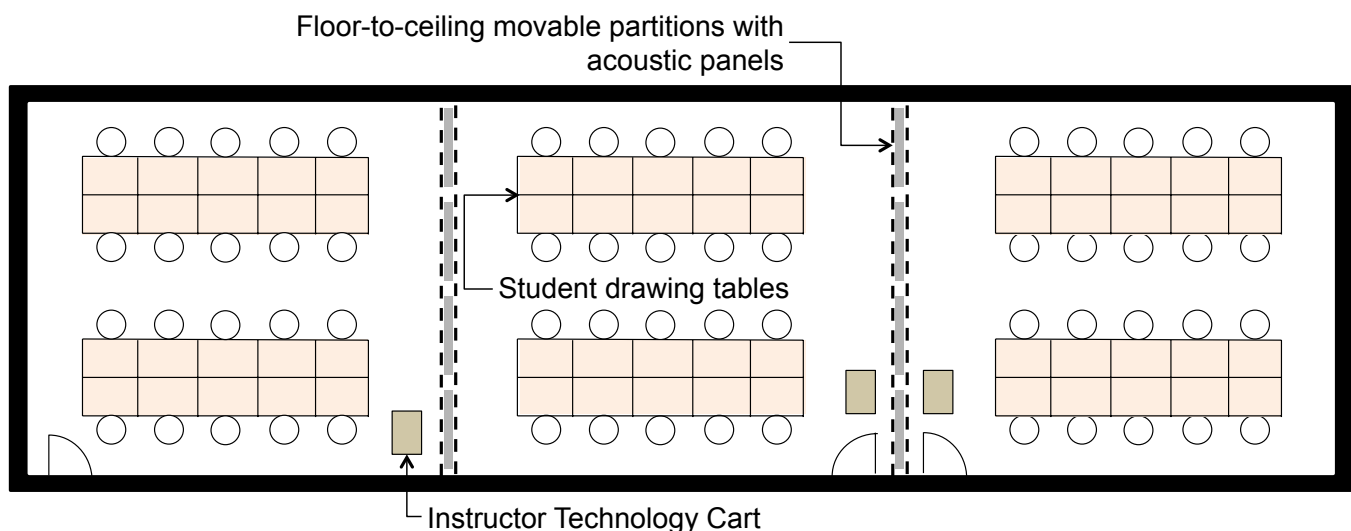 Floor-to-ceiling movable partitions with
acoustic panels
Student drawing tables
Instructor Technology Cart